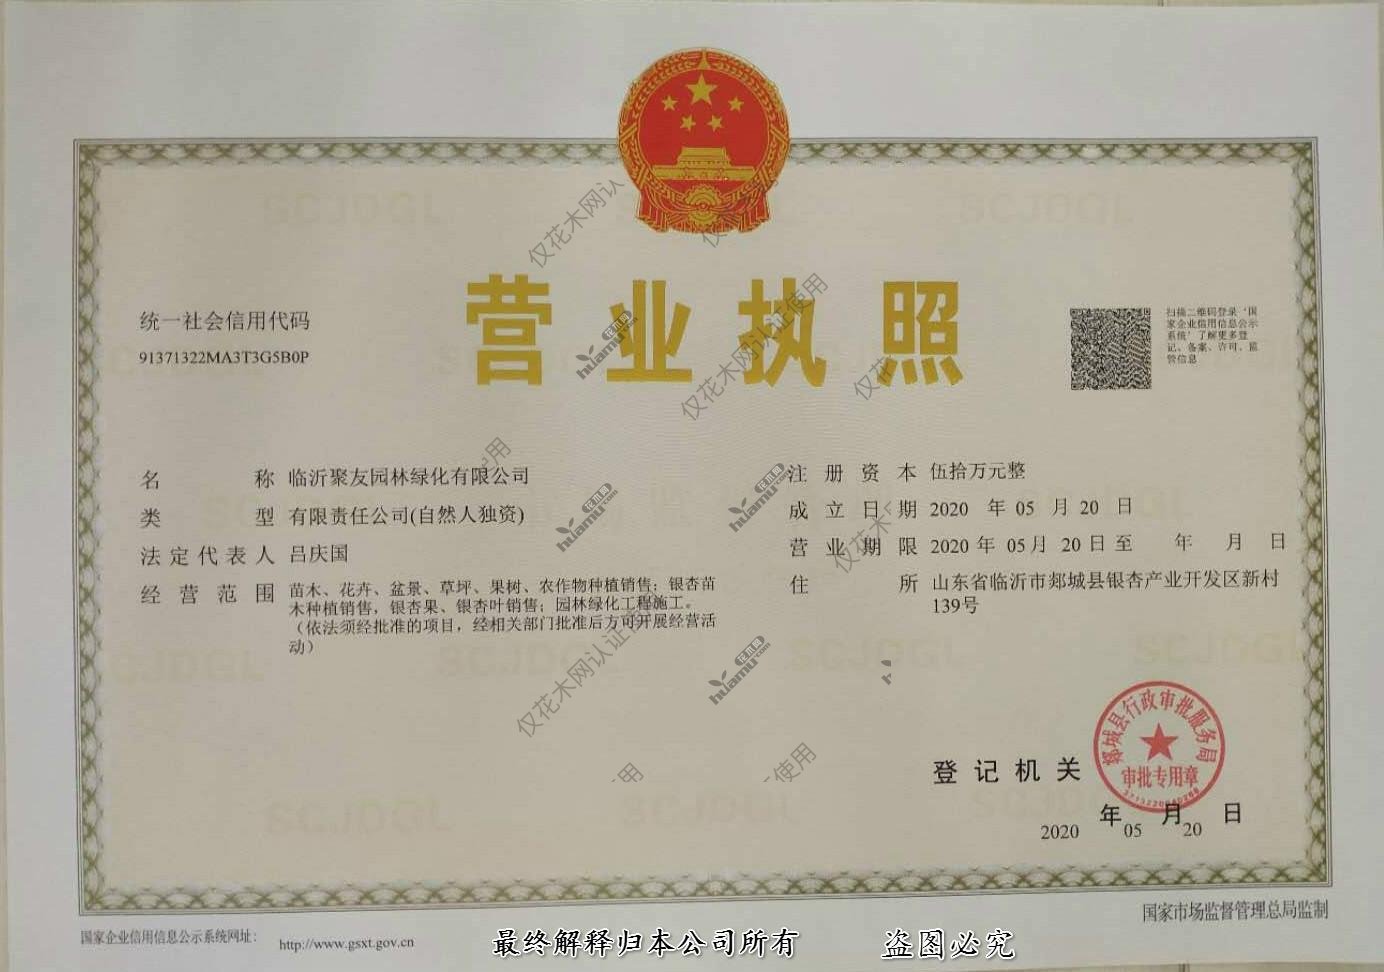 营业执照
统一社会信用代码
91371322MA3T3G5B0P
扫描二维码登录‘国
家企业信用信息公示
系统’了解更多登
记、备案、许可、监
管信息
名称 临沂聚友园林绿化有限公司
类型 有限责任公司(自然人独资)
法定代表人 吕庆国
经营范围 苗木、花卉、盆景、草坪、果树、农作物种植销售；银杏苗
木种植销售，银杏果、银杏叶销售；园林绿化工程施工。
（依法须经批准的项目，经相关部门批准后方可开展经营活
动）
注册资本 伍拾万元整
成立日期 2020 年 05 月 20 日
营业期限 2020 年 05 月 20 日至 年 月 日
住所 山东省临沂市郯城县银杏产业开发区新村
139号
登记机关
郯城县行政审批服务局
审批专用章
2020 年 05 月 20 日
国家企业信用信息公示系统网址：
http://www.gsxt.gov.cn
国家市场监督管理总局监制
最终解释归本公司所有 盗图必究
仅花木网认证使用
花木网
huamu.com
SCJDGL